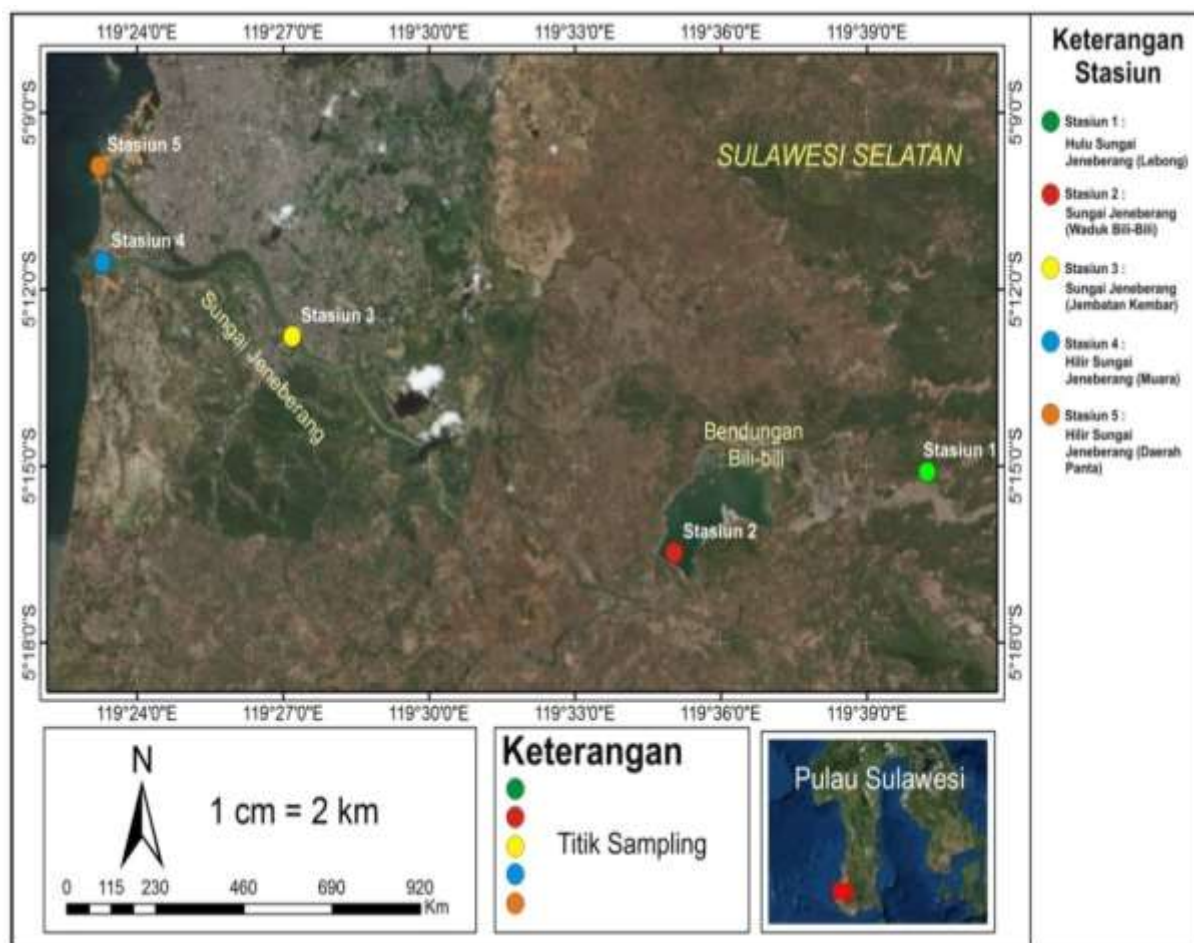 119°24'0"E 119°27'0"E 119°30'0"E 119°33'0"E 119°36'0"E 119°39'0"E
5°9'0"S
5°12'0"S
5°15'0"S
5°18'0"S
Stasiun 5
SULAWESI SELATAN
Stasiun 4
Sungai Jeneberang
Stasiun 3
Bendungan
Bili-bili
Stasiun 1
Stasiun 2
5°9'0"S
5°12'0"S
5°15'0"S
5°18'0"S
119°24'0"E 119°27'0"E 119°30'0"E 119°33'0"E 119°36'0"E 119°39'0"E
Keterangan
Stasiun
Stasiun 1 :
Hulu Sungai
Jeneberang (Lebong)
Stasiun 2 :
Sungai Jeneberang
(Waduk Bili-Bili)
Stasiun 3 :
Sungai Jeneberang
(Jembatan Kembar)
Stasiun 4 :
Hilir Sungai
Jeneberang (Muara)
Stasiun 5 :
Hilir Sungai
Jeneberang (Daerah
Panta)
N
1 cm = 2 km
0 115 230 460 690 920
Km
Keterangan
Titik Sampling
Pulau Sulawesi